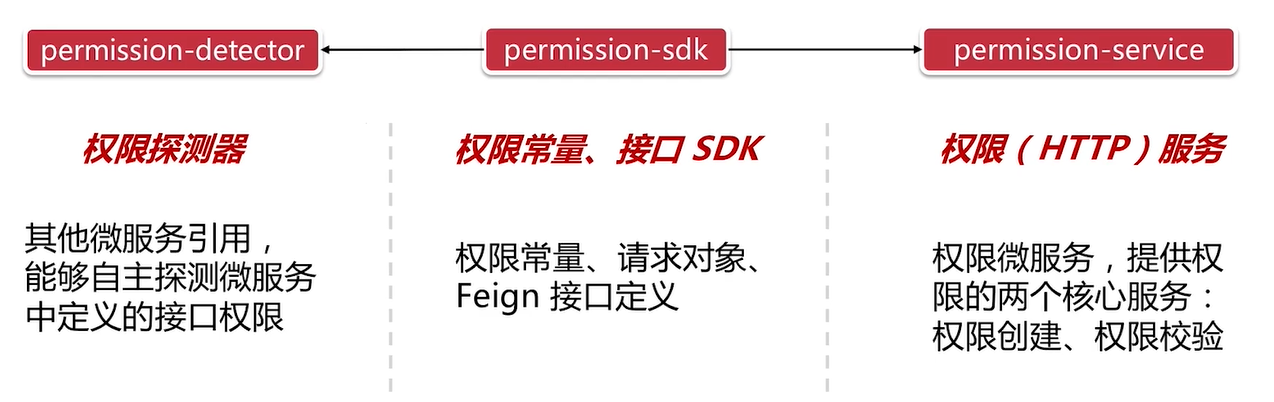 permission-detector
permission-sdk
permission-service
权限探测器
权限常量、接口 SDK
权限（HTTP）服务
其他微服务引用，
能够自主探测微服务
中定义的接口权限
权限常量、请求对象、
Feign 接口定义
权限微服务，提供权
限的两个核心服务：
权限创建、权限校验